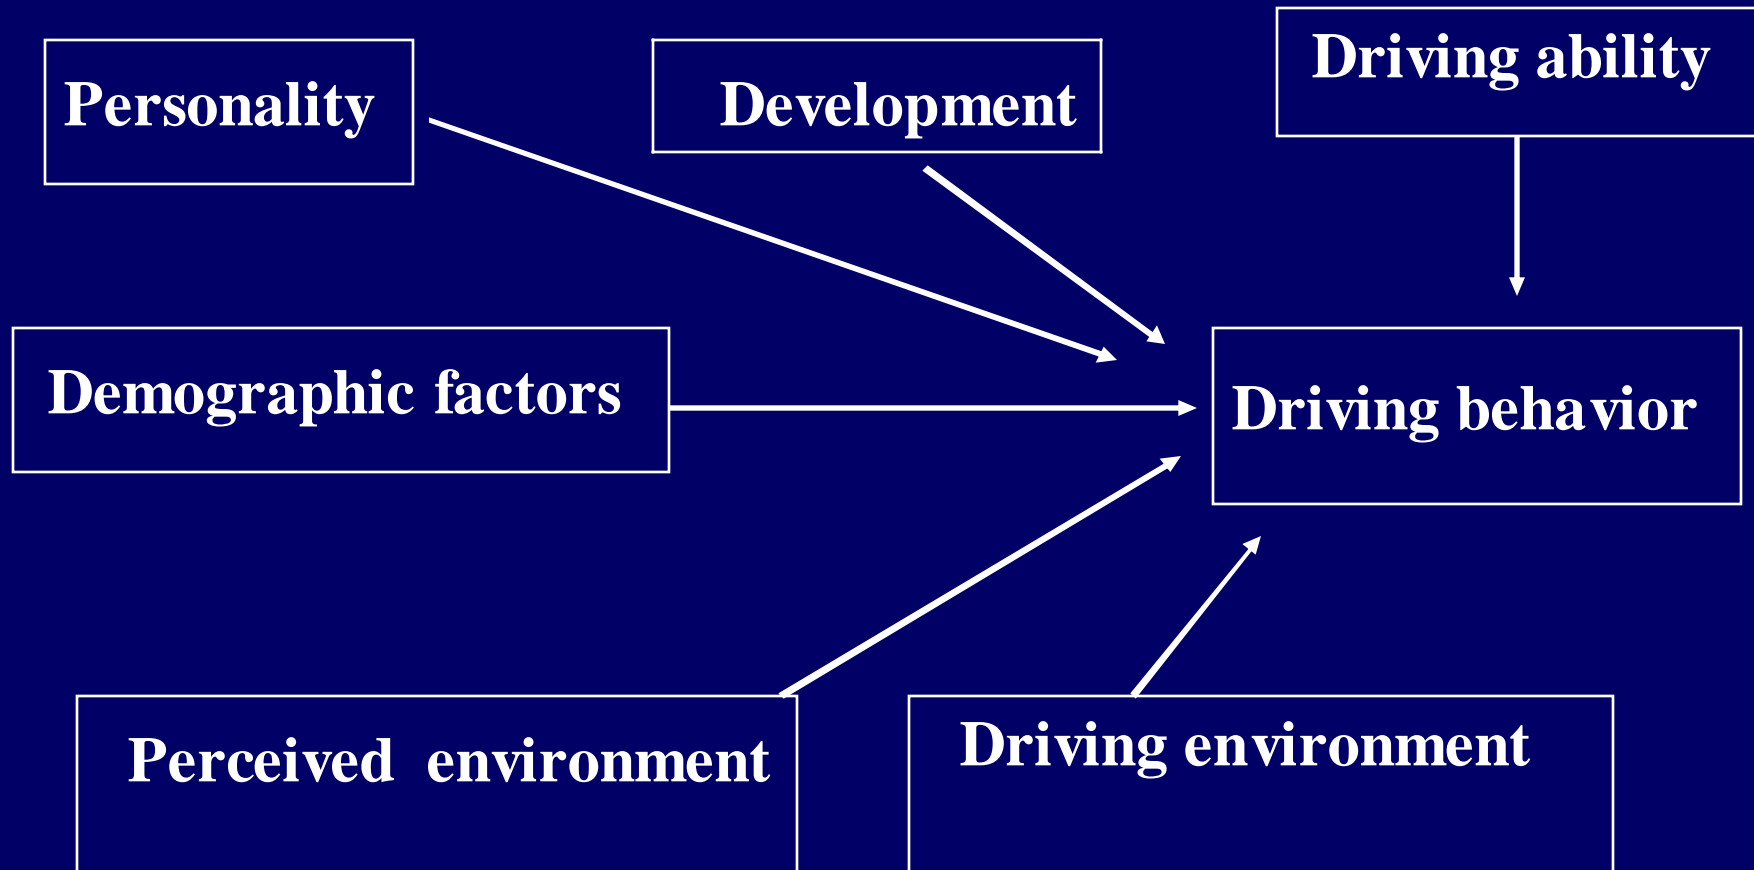 Personality
Development
Driving ability
Demographic factors
Driving behavior
Perceived environment
Driving environment